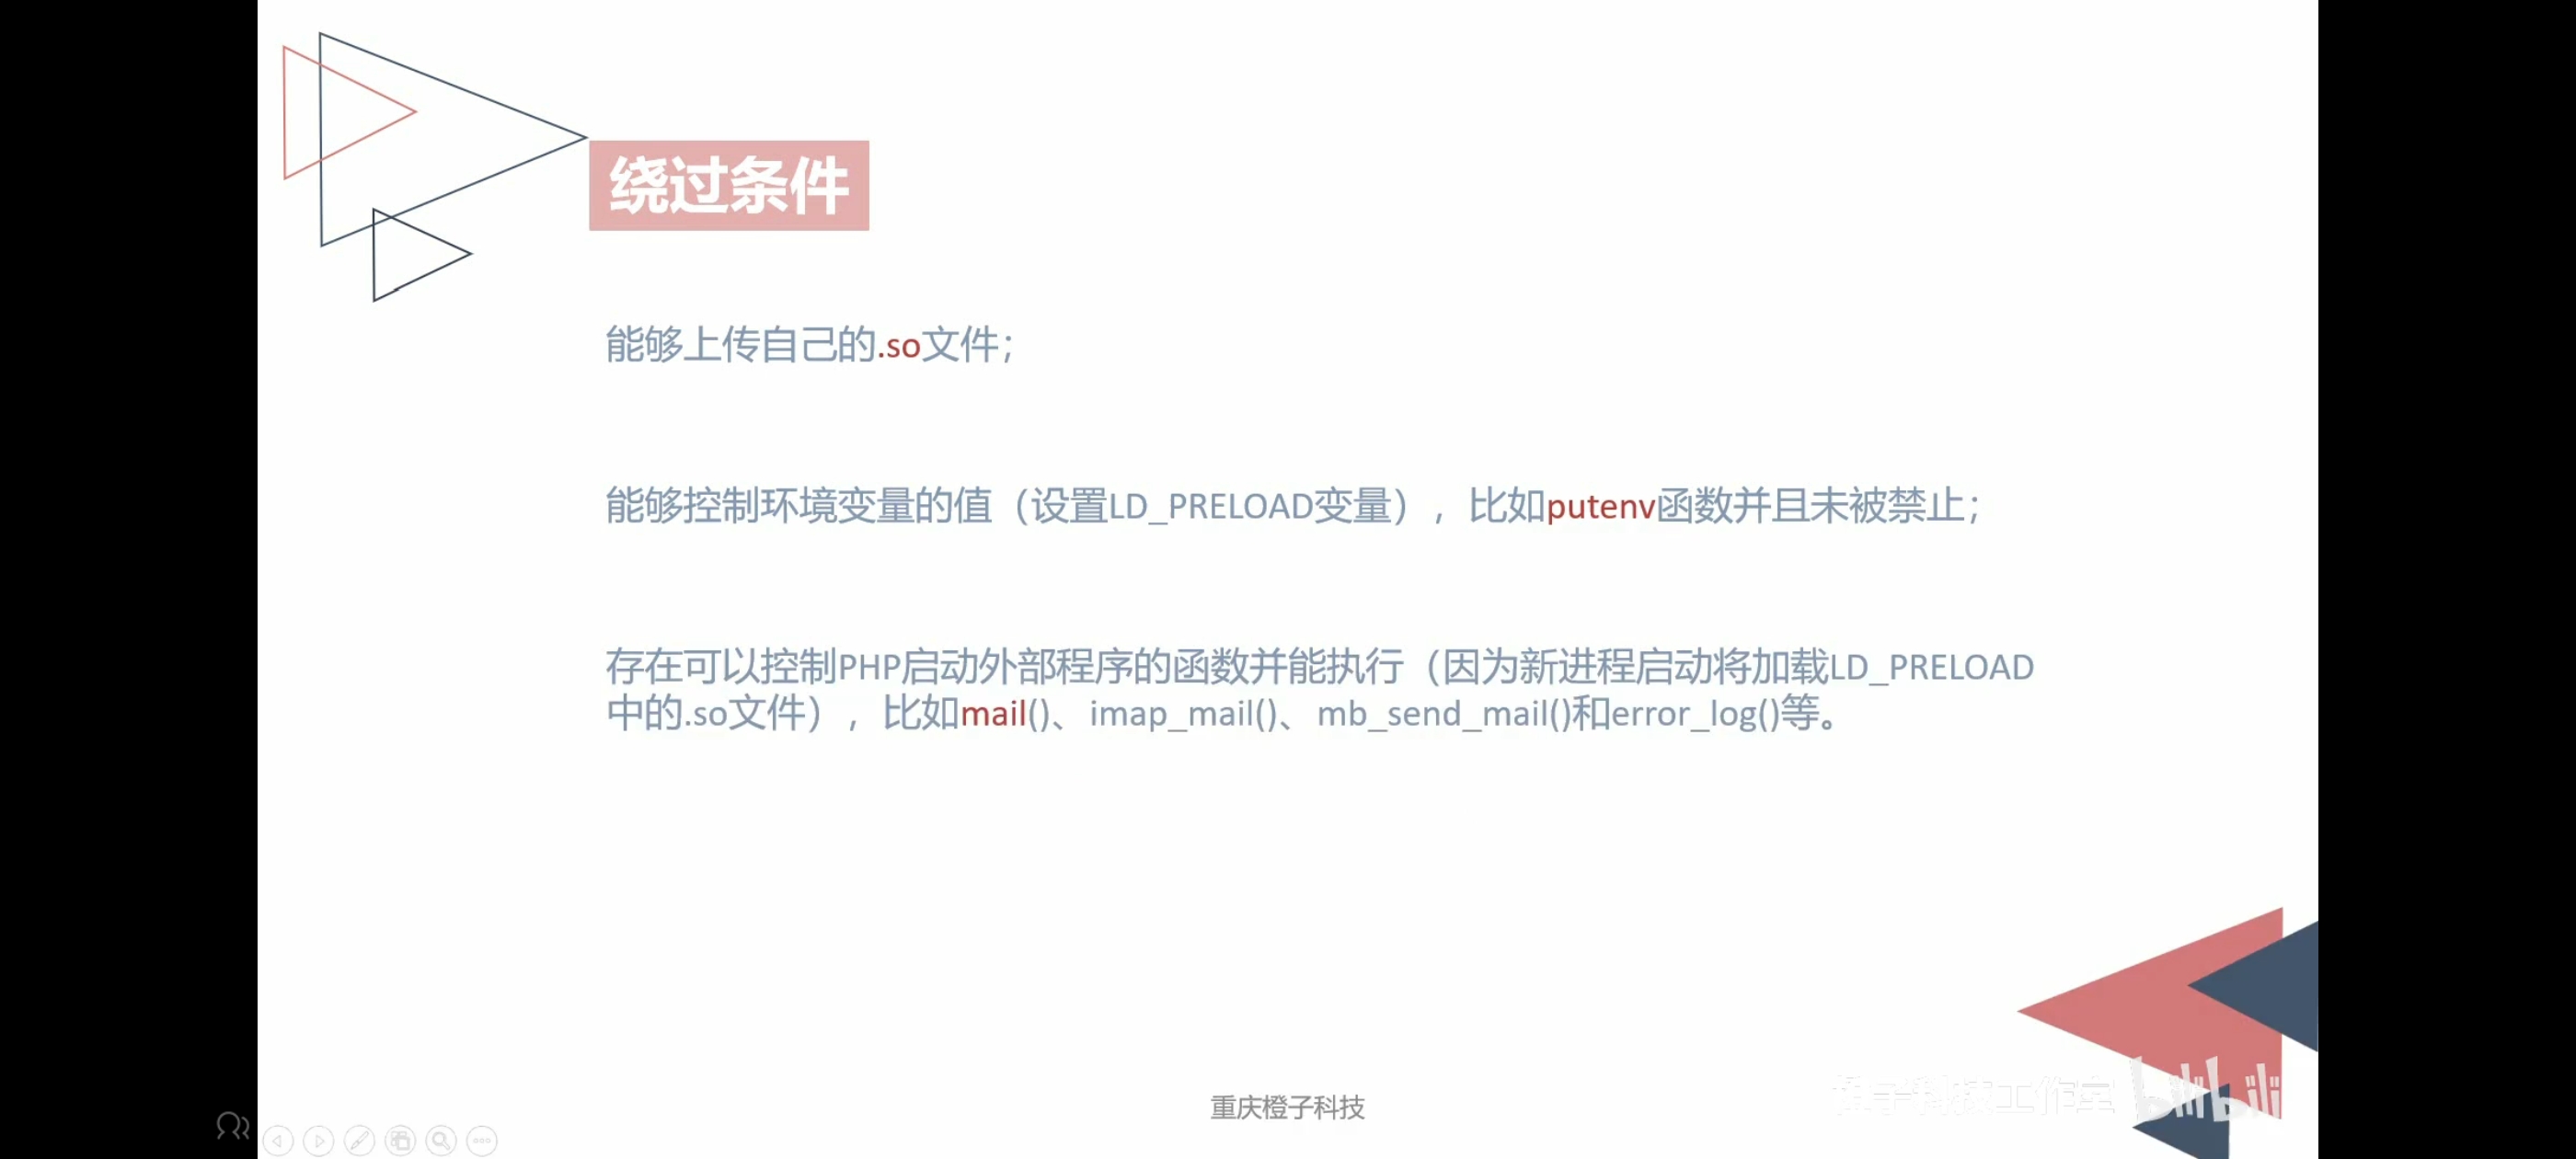 绕过条件
能够上传自己的.so文件；
能够控制环境变量的值（设置LD_PRELOAD变量），比如putenv函数并且未被禁止；
存在可以控制PHP启动外部程序的函数并能执行（因为新进程启动将加载LD_PRELOAD
中的.so文件），比如mail()、imap_mail()、mb_send_mail()和error_log()等。
重庆橙子科技
橙子科技工作室 bilibili